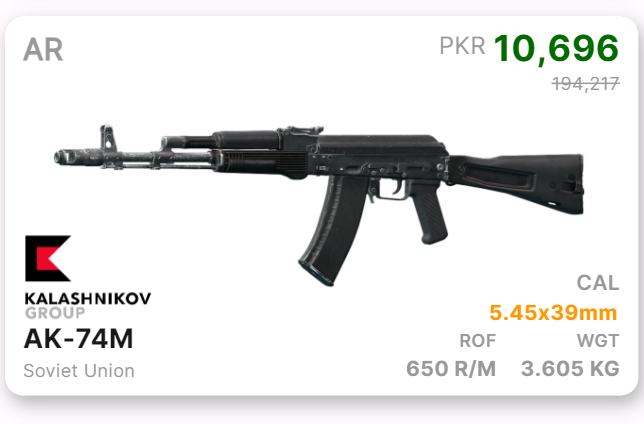 AR
PKR 10,696
194,217
KALASHNIKOV
GROUP
AK-74M
Soviet Union
CAL
5.45x39mm
ROF WGT
650 R/M 3.605 KG